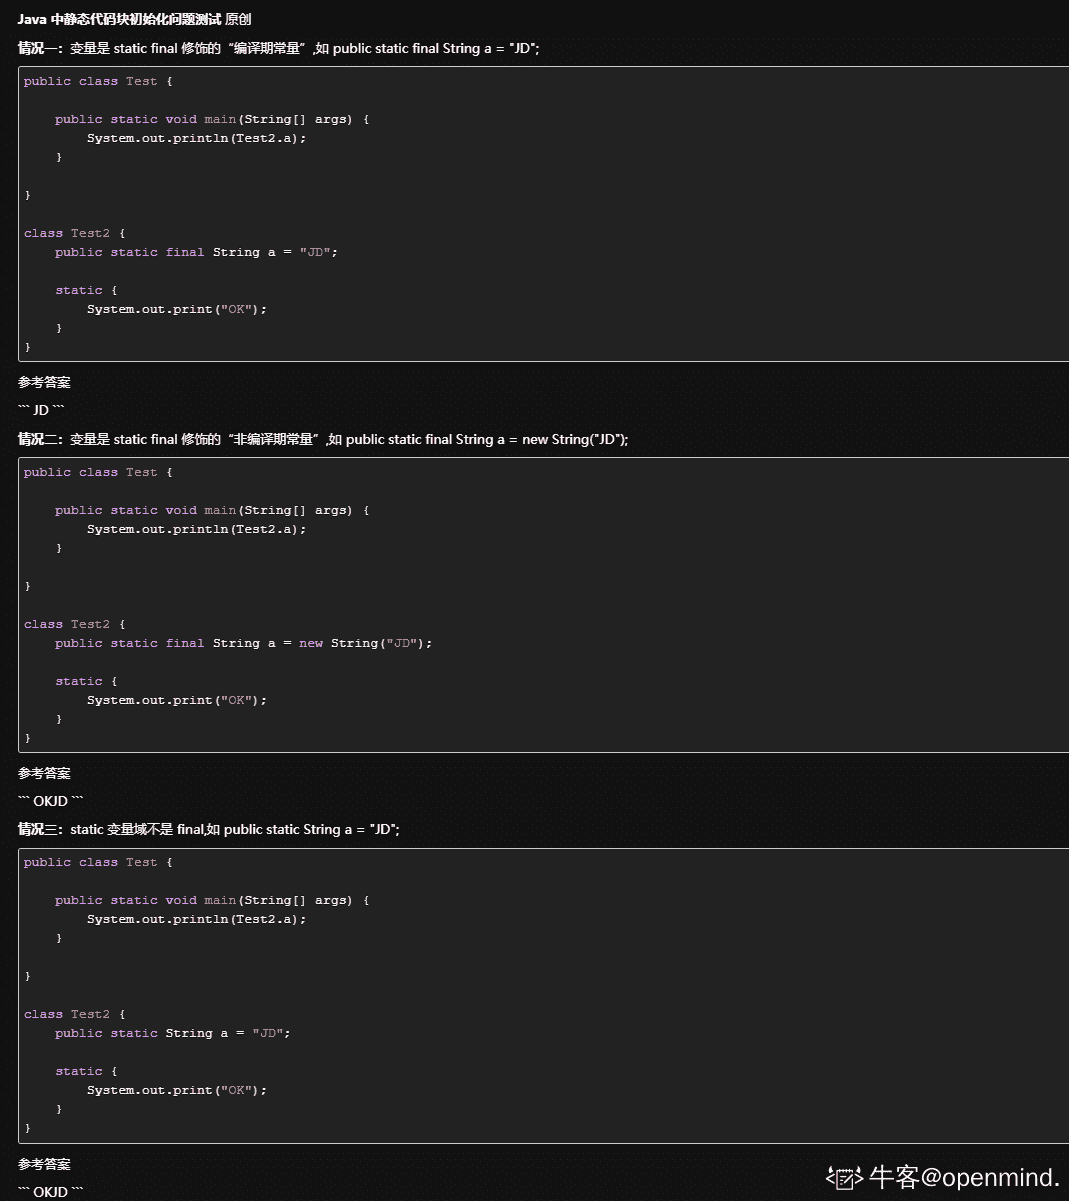 Java 中静态代码块初始化问题测试 原创
情况一：变量是 static final 修饰的“编译期常量”,如 public static final String a = "JD";
public class Test {
    public static void main(String[] args) {
        System.out.println(Test2.a);
    }
}
class Test2 {
    public static final String a = "JD";
    static {
        System.out.print("OK");
    }
}
参考答案
``` JD ```
情况二：变量是 static final 修饰的“非编译期常量”,如 public static final String a = new String("JD");
public class Test {
    public static void main(String[] args) {
        System.out.println(Test2.a);
    }
}
class Test2 {
    public static final String a = new String("JD");
    static {
        System.out.print("OK");
    }
}
参考答案
``` OKJD ```
情况三：static 变量域不是 final,如 public static String a = "JD";
public class Test {
    public static void main(String[] args) {
        System.out.println(Test2.a);
    }
}
class Test2 {
    public static String a = "JD";
    static {
        System.out.print("OK");
    }
}
参考答案
``` OKJD ```
牛客@openmind.